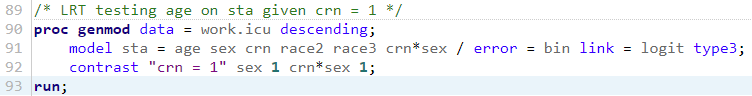 89 /* LRT testing age on sta given crn = 1 */
90 proc genmod data = work.icu descending;
91 model sta = age sex crn race2 race3 crn*sex / error = bin link = logit type3;
92 contrast "crn = 1" sex 1 crn*sex 1;
93 run;